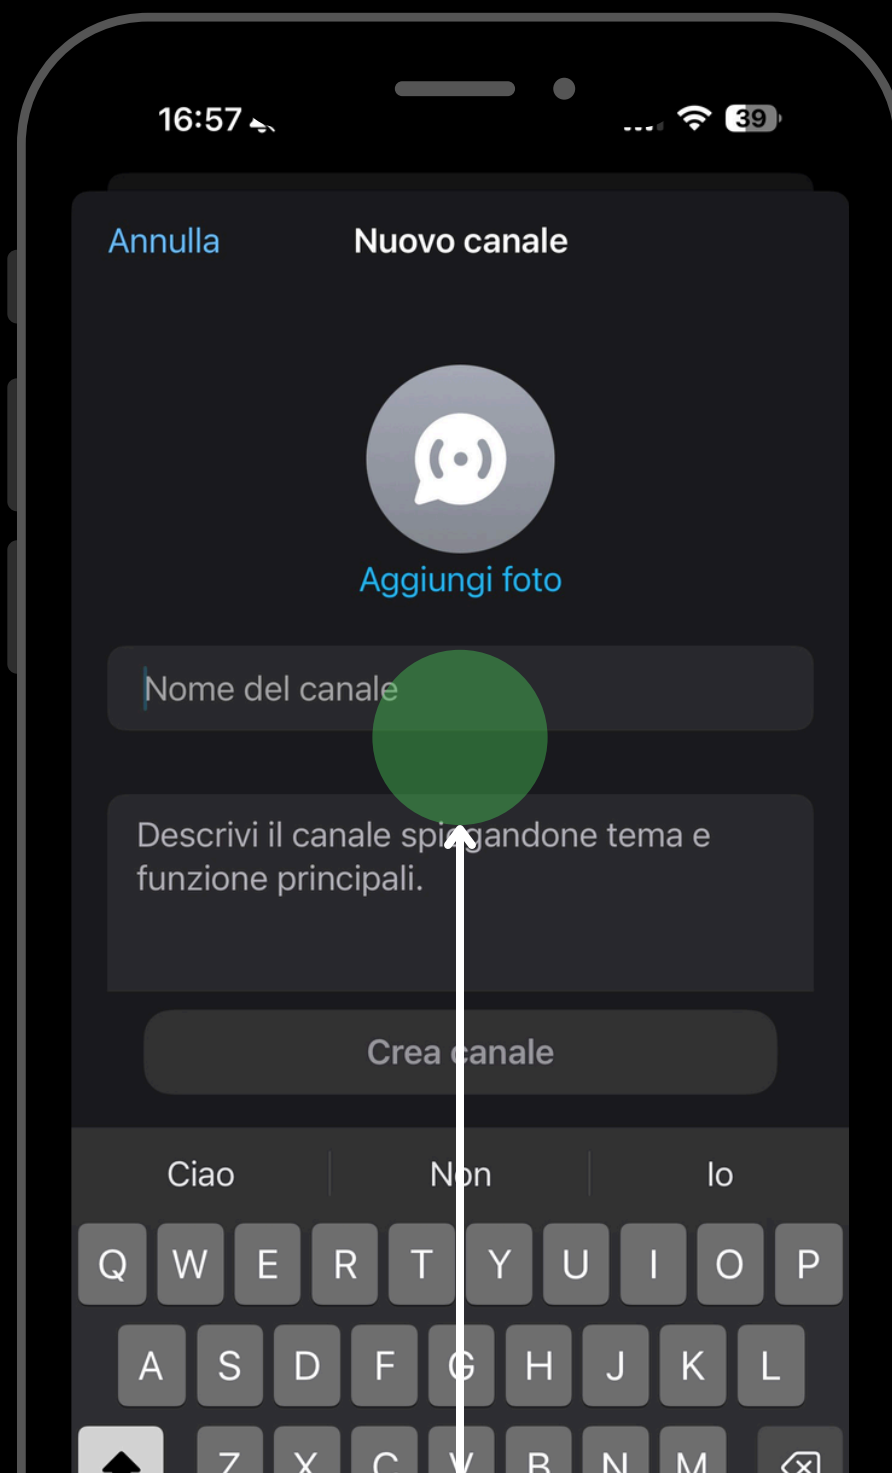 16:57
39
Annulla
Nuovo canale
Aggiungi foto
Nome del canale
Descrivi il canale spiegandone tema e
funzione principali.
Crea canale
Ciao Non Io
Q W E R T Y U I O P
A S D F G H J K L
Z X C V B N M